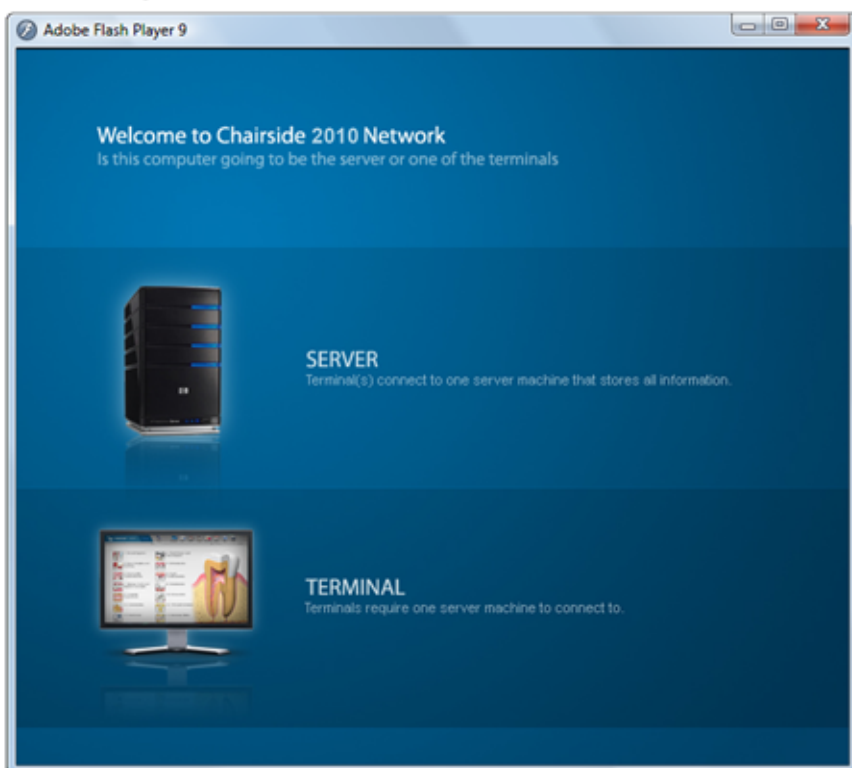 Adobe Flash Player 9
Welcome to Chairside 2010 Network
Is this computer going to be the server or one of the terminals
SERVER
Terminal(s) connect to one server machine that stores all information.
TERMINAL
Terminals require one server machine to connect to.